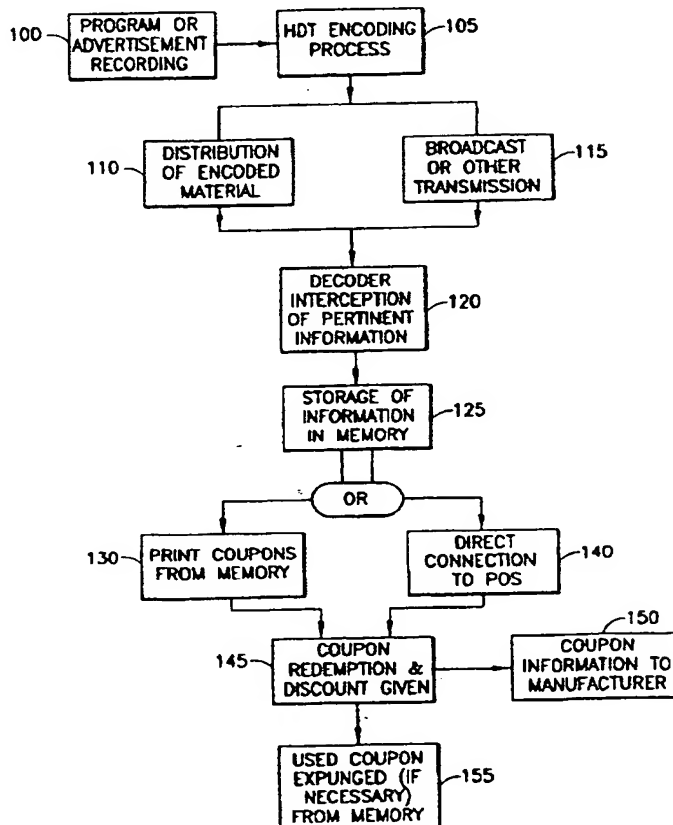 100
PROGRAM OR
ADVERTISEMENT
RECORDING
HDT ENCODING
PROCESS
105
110
DISTRIBUTION
OF ENCODED
MATERIAL
BROADCAST
OR OTHER
TRANSMISSION
115
DECODER
INTERCEPTION
OF PERTINENT
INFORMATION
120
STORAGE OF
INFORMATION
IN MEMORY
125
OR
130
PRINT COUPONS
FROM MEMORY
DIRECT
CONNECTION
TO POS
140
145
COUPON
REDEMPTION &
DISCOUNT GIVEN
150
COUPON
INFORMATION TO
MANUFACTURER
USED COUPON
EXPUNGED (IF
NECESSARY)
FROM MEMORY
155